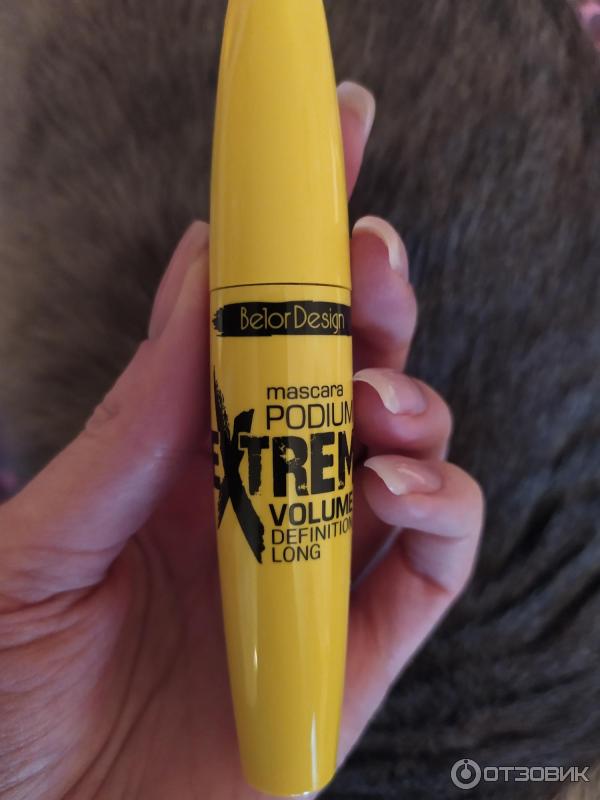 BelorDesign
mascara
PODIUM
EXTREM
VOLUME
DEFINITION
LONG
ОТЗОВИК